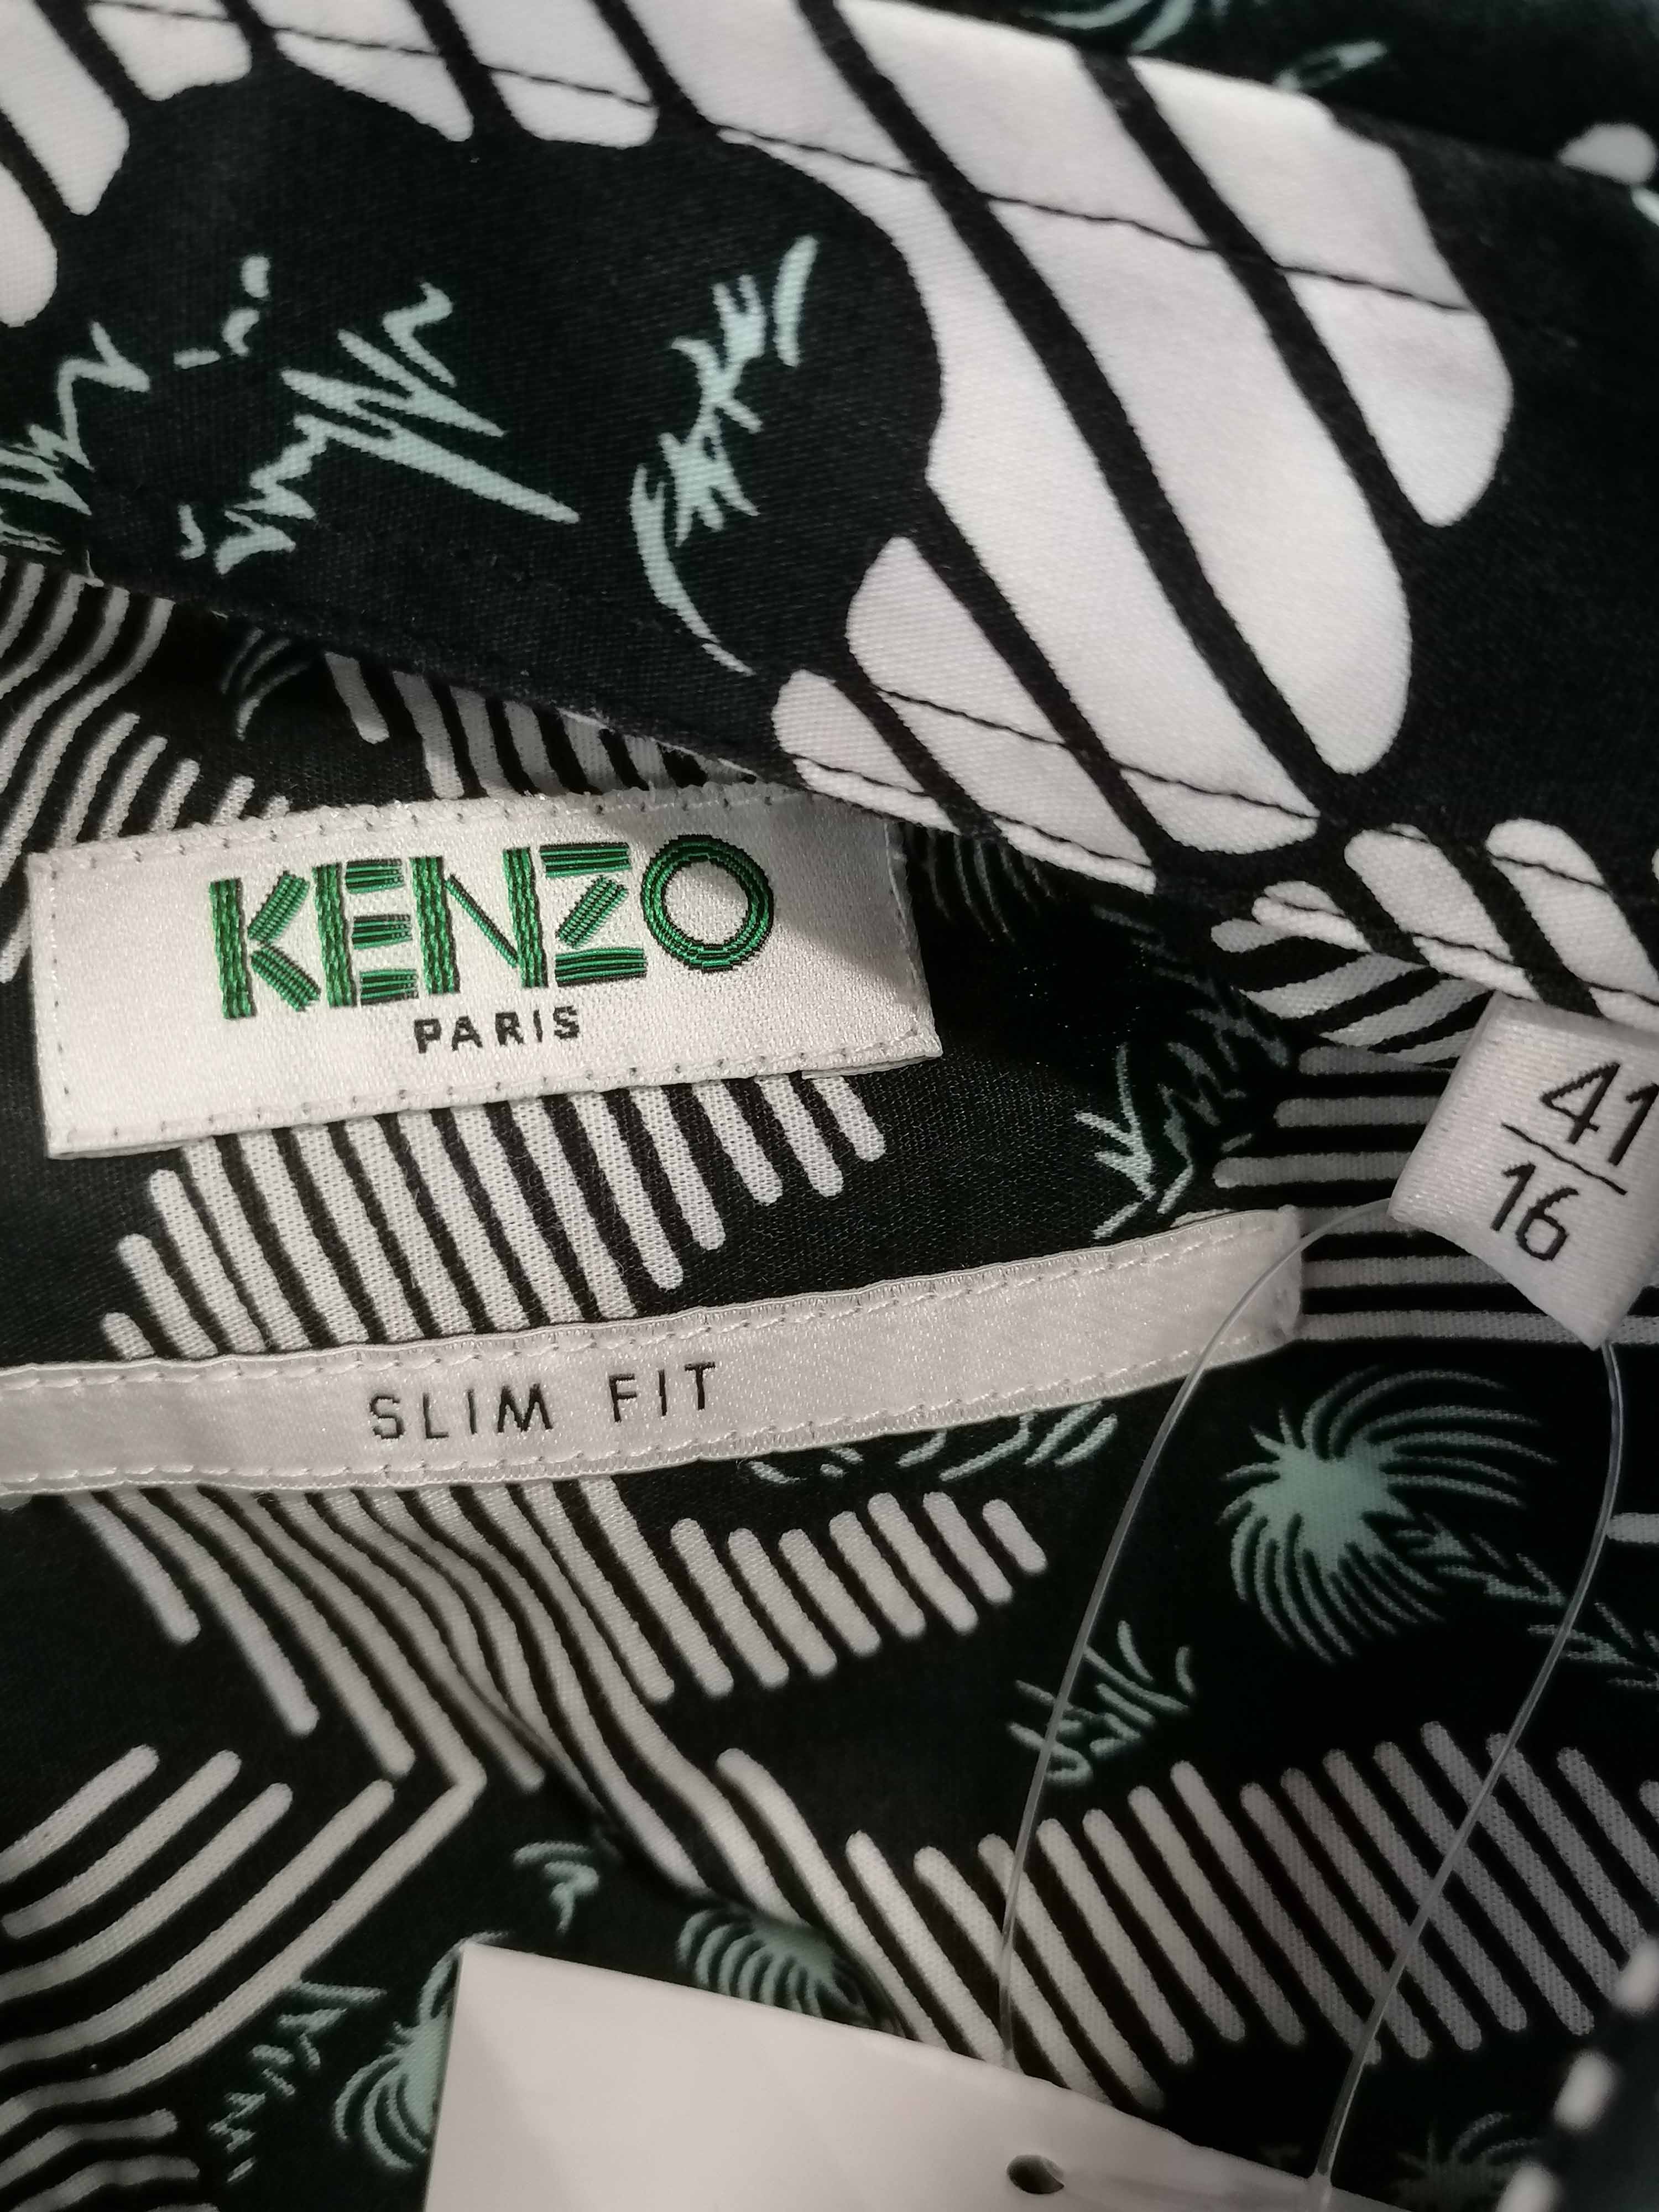 KENZO
PARIS
41
16
SLIM FIT